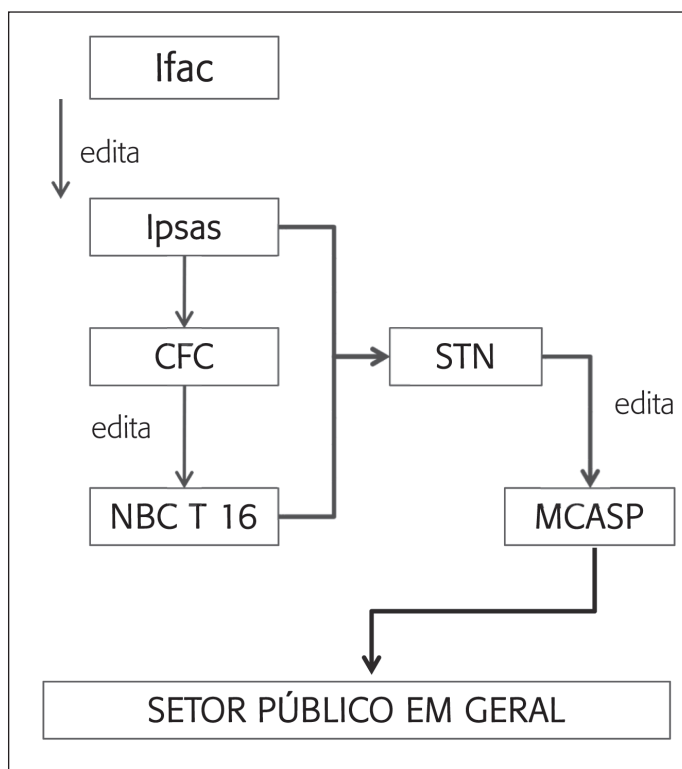 Ifac
edita
Ipsas
CFC
STN
edita
edita
NBC T 16
MCASP
SETOR PÚBLICO EM GERAL